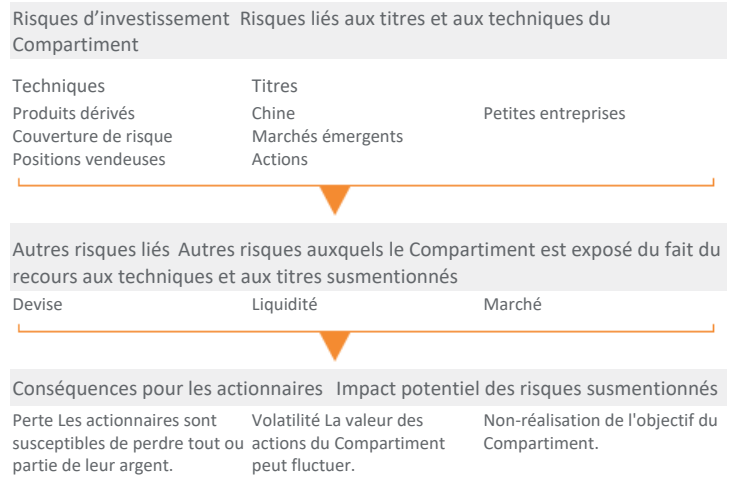 Risques d’investissement Risques liés aux titres et aux techniques du
Compartiment
Techniques Titres
Produits dérivés Chine Petites entreprises
Couverture de risque Marchés émergents
Positions vendeuses Actions
Autres risques liés Autres risques auxquels le Compartiment est exposé du fait du
recours aux techniques et aux titres susmentionnés
Devise Liquidité Marché
Conséquences pour les actionnaires Impact potentiel des risques susmentionnés
Perte Les actionnaires sont
susceptibles de perdre tout ou
partie de leur argent.
Volatilité La valeur des
actions du Compartiment
peut fluctuer.
Non-réalisation de l'objectif du
Compartiment.